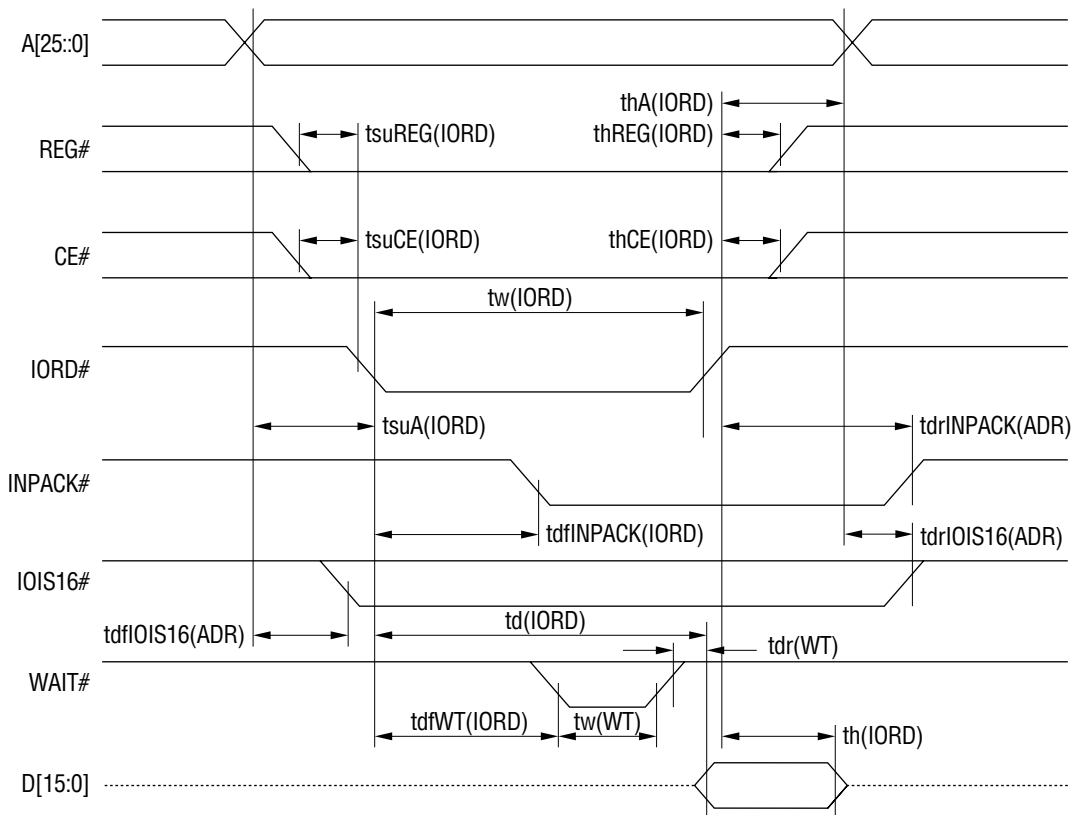 A[25::0]
thA(IORD)
REG#
tsuREG(IORD)
thREG(IORD)
CE#
tsuCE(IORD)
thCE(IORD)
tw(IORD)
IORD#
tsuA(IORD)
tdrINPACK(ADR)
INPACK#
tdfINPACK(IORD)
tdrIOIS16(ADR)
IOIS16#
tdfIOIS16(ADR)
td(IORD)
tdr(WT)
WAIT#
tdfWT(IORD)
tw(WT)
th(IORD)
D[15:0]